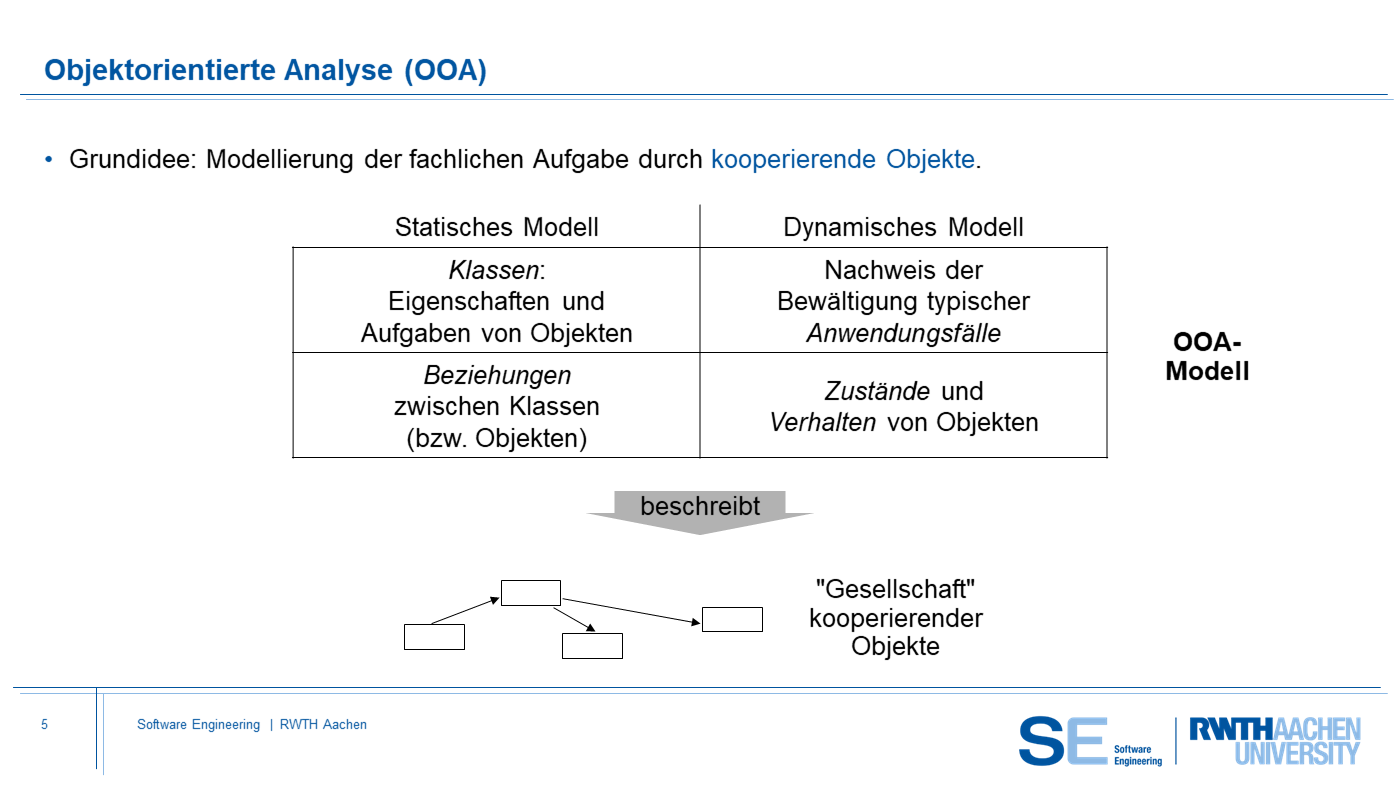 Objektorientierte Analyse (OOA)
• Grundidee: Modellierung der fachlichen Aufgabe durch kooperierende Objekte.
Statisches Modell
Dynamisches Modell
Klassen:
Eigenschaften und
Aufgaben von Objekten
Nachweis der
Bewältigung typischer
Anwendungsfälle
Beziehungen
zwischen Klassen
(bzw. Objekten)
Zustände und
Verhalten von Objekten
OOA-
Modell
beschreibt
"Gesellschaft"
kooperierender
Objekte
5
Software Engineering | RWTH Aachen
SE Software
Engineering
RWTHAACHEN
UNIVERSITY